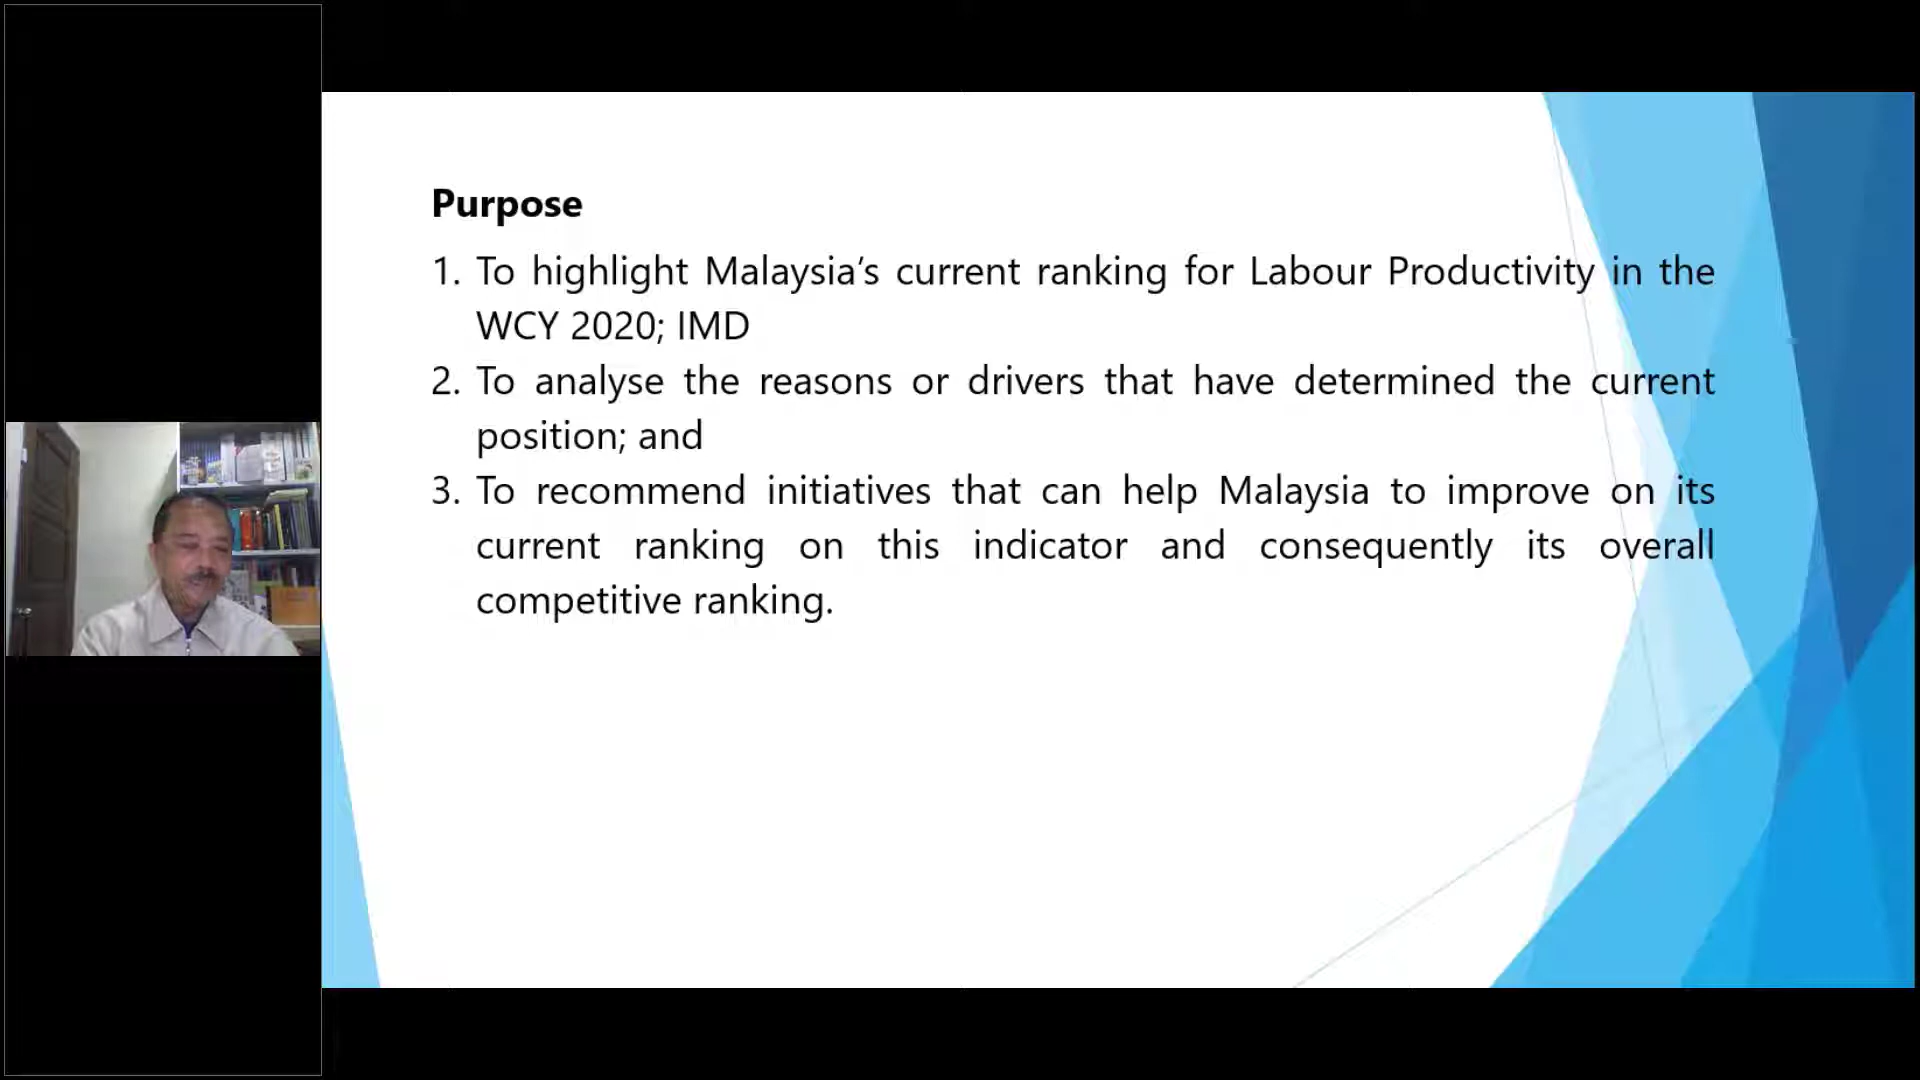 Purpose
1. To highlight Malaysia’s current ranking for Labour Productivity in the
WCY 2020; IMD
2. To analyse the reasons or drivers that have determined the current
position; and
3. To recommend initiatives that can help Malaysia to improve on its
current ranking on this indicator and consequently its overall
competitive ranking.